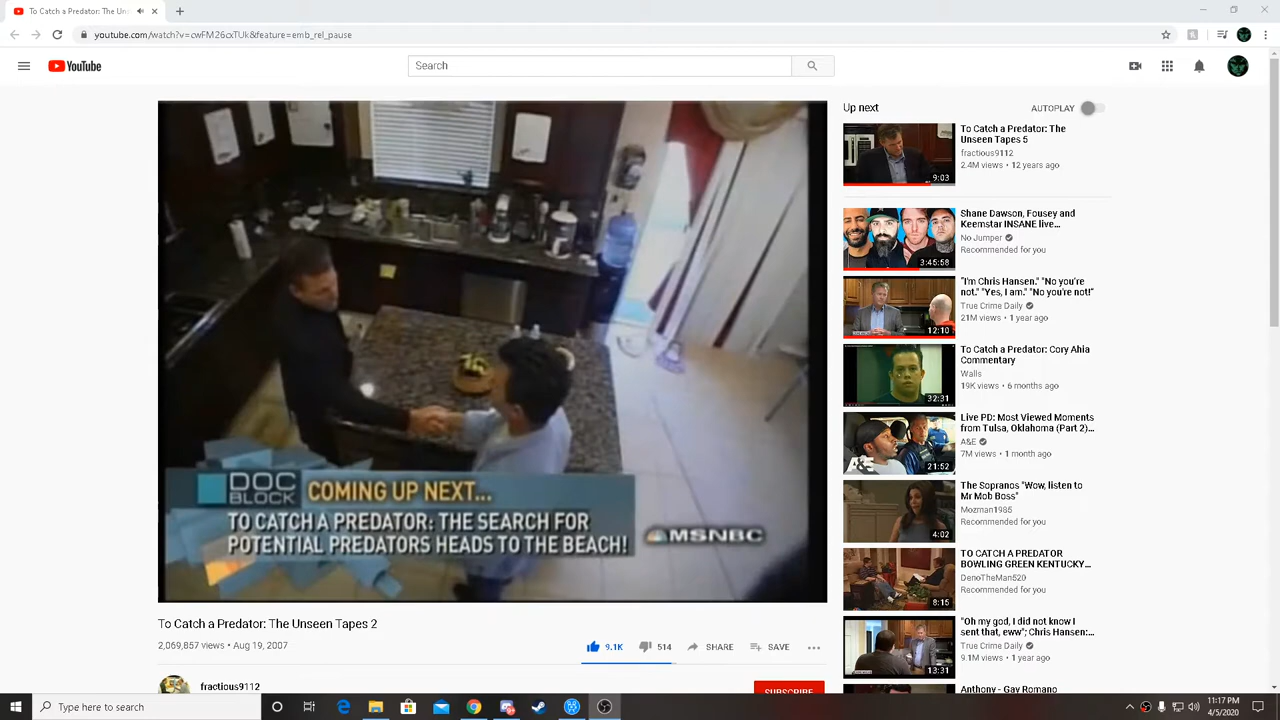 To Catch a Predator: The Uns
youtube.com/watch?v=cwFM26cxTUk&feature=emb_rel_pause
YouTube
Search
DOC
BLOCK
COMING UP NEXT...
TO CATCH A PREDATOR: THE SEARCH FOR
POTENTIAL PREDATORS HEADS TO THE BEACH!
MSNBC
To Catch a Predator: The Unseen Tapes 2
2,069,857 views • Aug 19, 2007
9.1K
514
SHARE
SAVE
fractious9112
SUBSCRIBE
Up next
AUTOPLAY
9:03
To Catch a Predator: The
Unseen Tapes 5
fractious9112
2.4M views • 12 years ago
3:45:58
Shane Dawson, Fousey and
Keemstar INSANE live...
No Jumper
Recommended for you
12:10
"I'm Chris Hansen." "No you're
not." "Yes, I am." "No you're not!"
True Crime Daily
21M views • 1 year ago
32:31
To Catch a Predator: Cory Ahia
Commentary
Walls
19K views • 6 months ago
21:52
Live PD: Most Viewed Moments
from Tulsa, Oklahoma (Part 2)...
A&E
7M views • 1 month ago
4:02
The Sopranos "Wow, listen to
Mr Mob Boss"
Mozman1985
Recommended for you
8:15
TO CATCH A PREDATOR
BOWLING GREEN KENTUCKY...
DenoTheMan520
Recommended for you
13:31
"Oh my god, I did not know I
sent that, eww"; Chris Hansen:...
True Crime Daily
9.1M views • 1 year ago
Anthony - Gay Romano
Type here to search
11:17 PM
4/5/2020